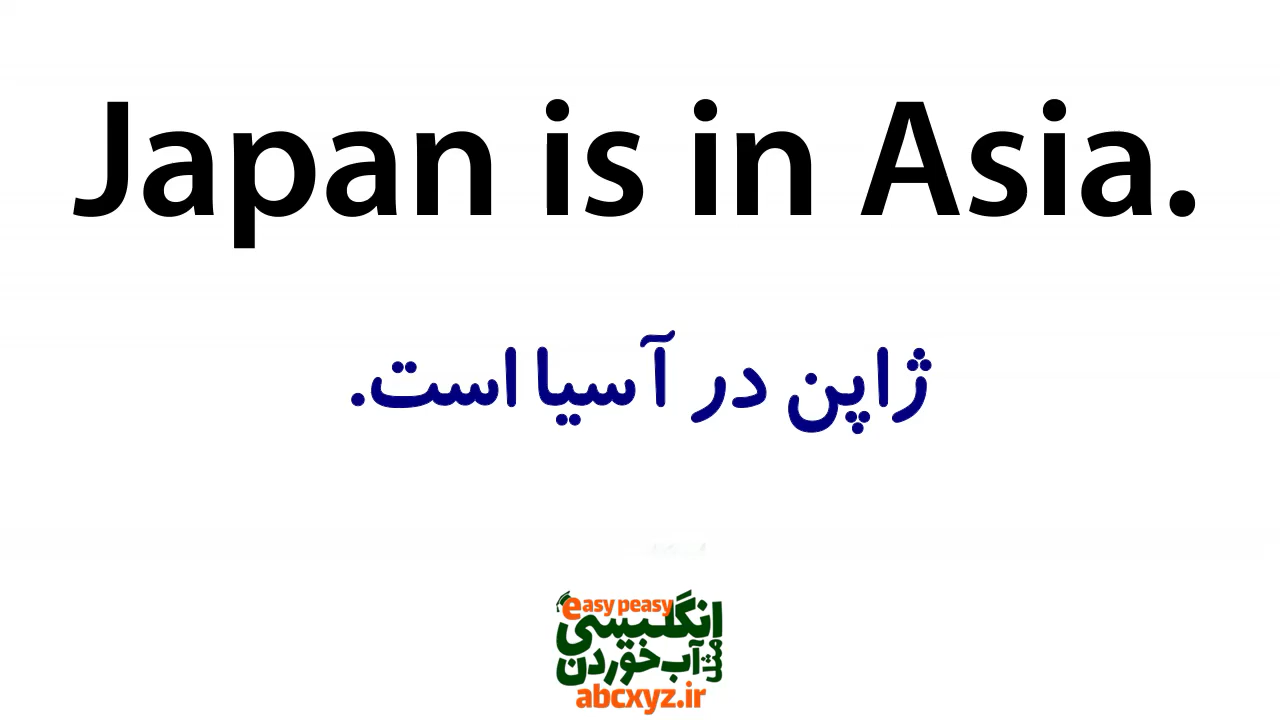 Japan is in Asia.
ژاپن در آسیا است.
easy peasy
انگلیسی
مثل آب خوردن
abcxyz.ir